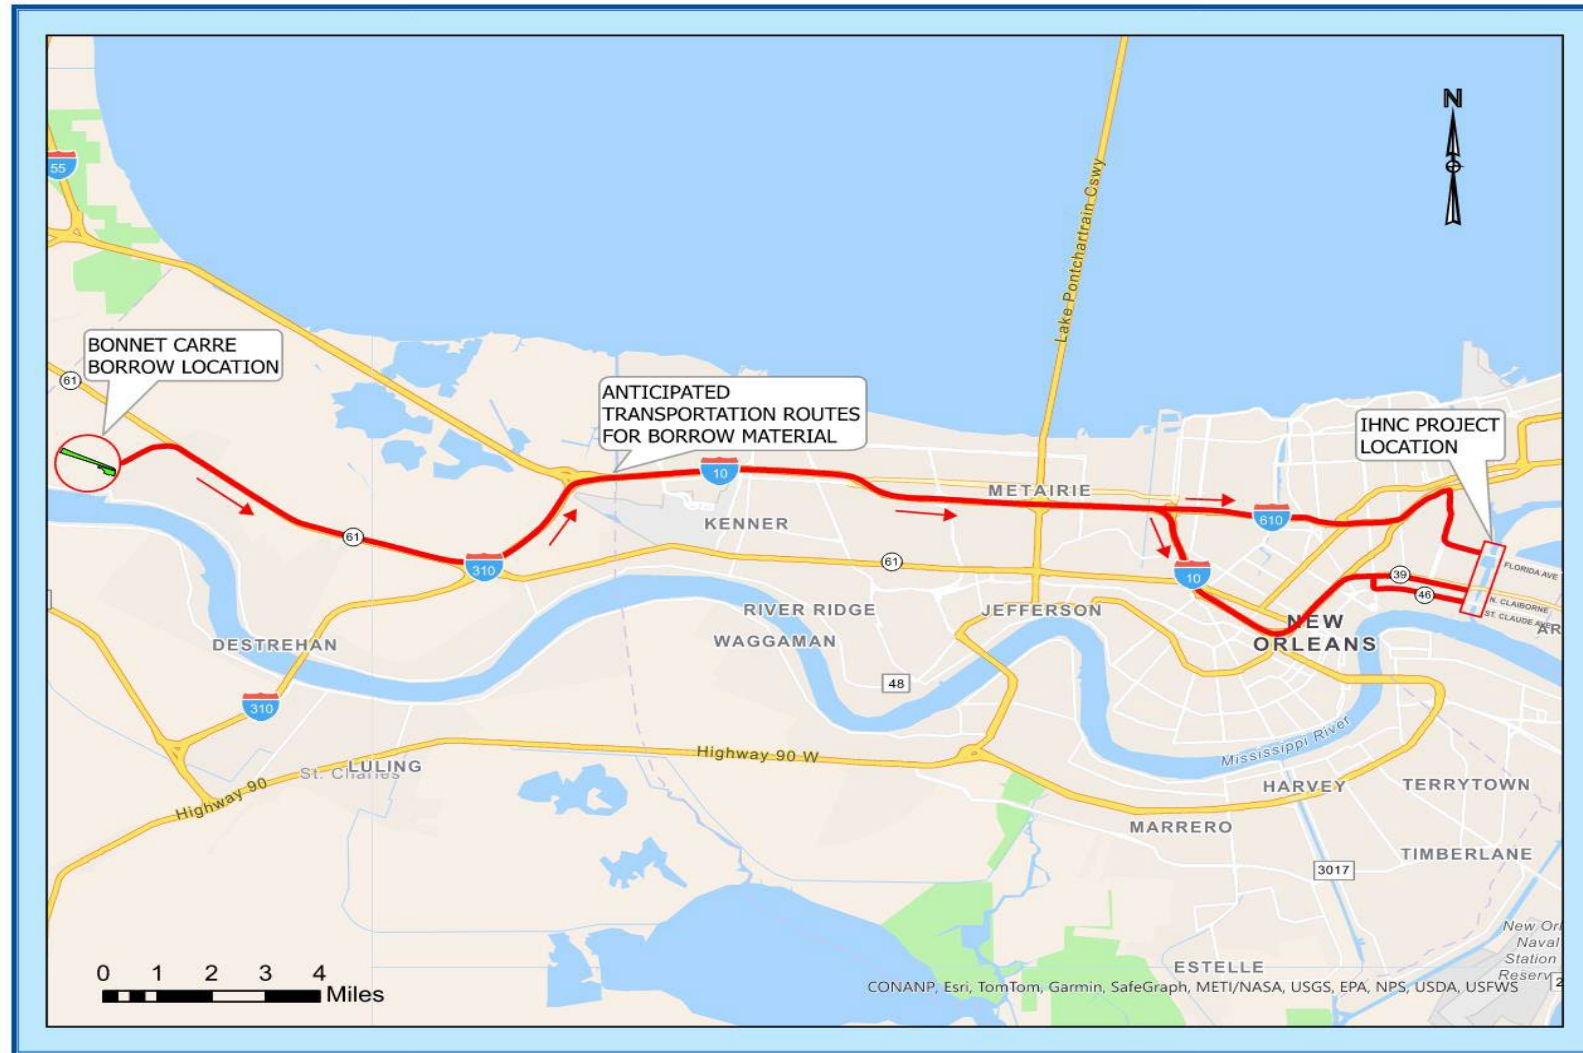 N
55
Lake Pontchartrain Cswy
BONNET CARRE
BORROW LOCATION
61
ANTICIPATED
TRANSPORTATION ROUTES
FOR BORROW MATERIAL
IHNC PROJECT
LOCATION
10
METAIRIE
610
KENNER
61
310
61
10
39
46
FLORIDA AVE
N. CLAIBORNE
ST. CLAUDE AVE
AR
RIVER RIDGE
JEFFERSON
WAGGAMAN
NEW
ORLEANS
DESTREHAN
48
310
Mississippi River
Highway 90 W
St. Charles
LULING
Highway 90
HARVEY
TERRYTOWN
MARRERO
TIMBERLANE
3017
New Orl
Naval
Station
Reserv
2
ESTELLE
0 1 2 3 4
Miles
CONANP, Esri, TomTom, Garmin, SafeGraph, METI/NASA, USGS, EPA, NPS, USDA, USFWS